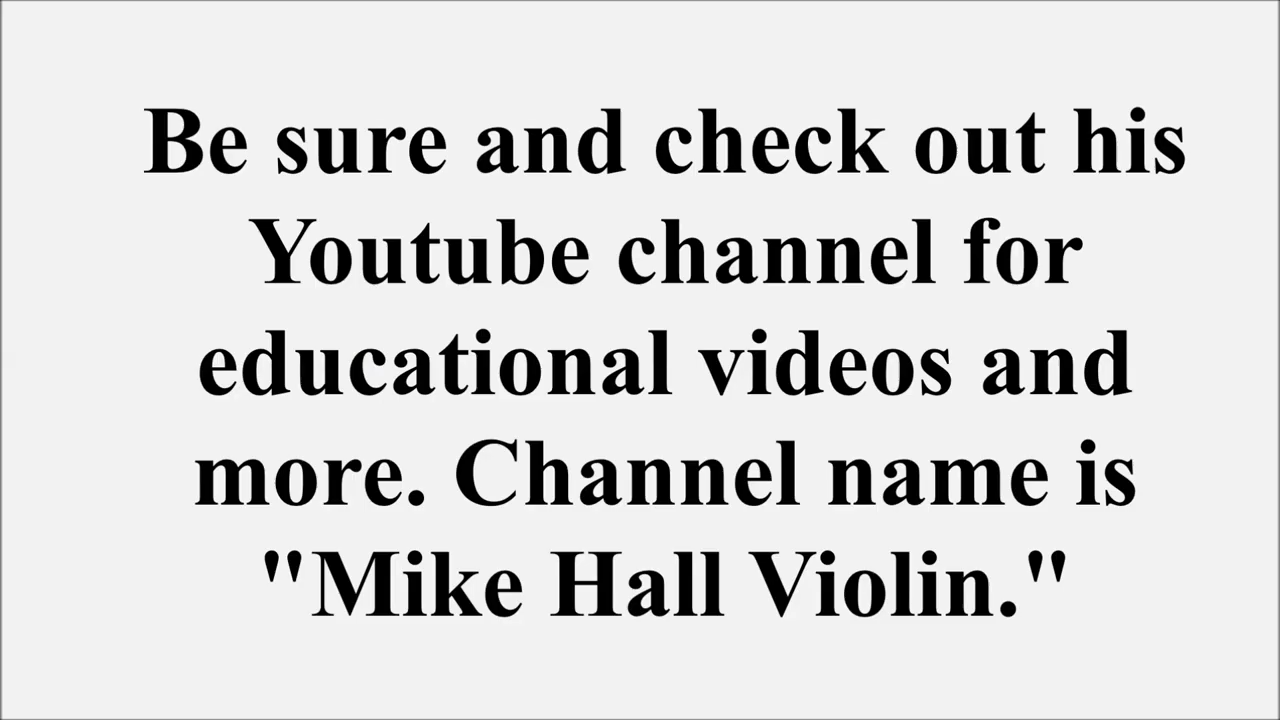 Be sure and check out his
Youtube channel for
educational videos and
more. Channel name is
"Mike Hall Violin."